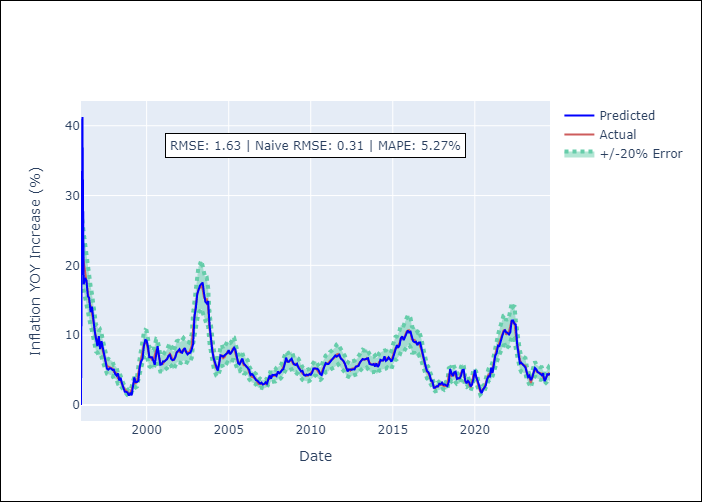 Predicted
Actual
+/-20% Error
RMSE: 1.63 | Naive RMSE: 0.31 | MAPE: 5.27%
Inflation YOY Increase (%)
40
30
20
10
0
2000 2005 2010 2015 2020
Date